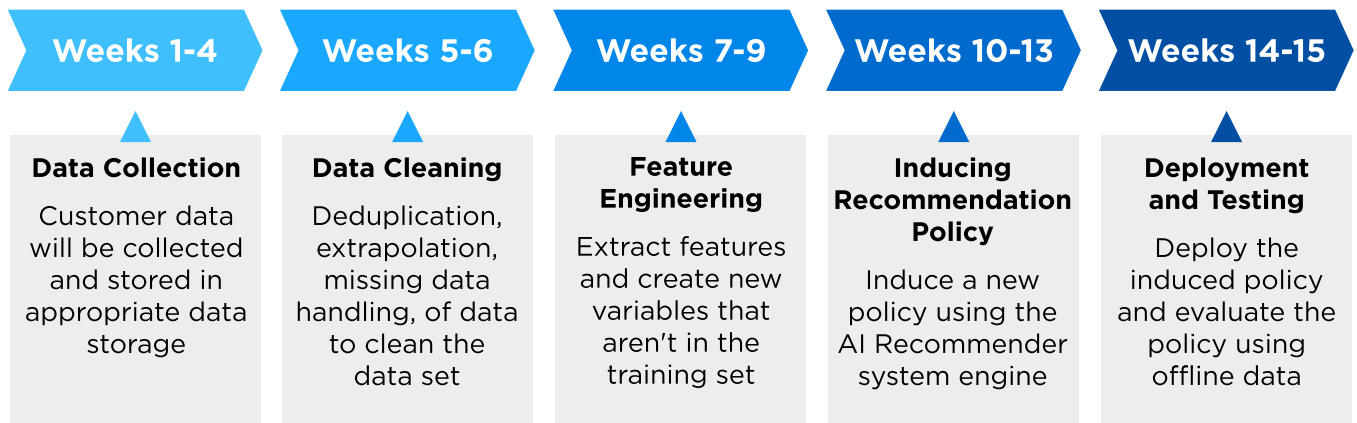 Weeks 1-4
Weeks 5-6
Weeks 7-9
Weeks 10-13
Weeks 14-15
Data Collection
Customer data
will be collected
and stored in
appropriate data
storage
Data Cleaning
Deduplication,
extrapolation,
missing data
handling, of data
to clean the
data set
Feature
Engineering
Extract features
and create new
variables that
aren't in the
training set
Inducing
Recommendation
Policy
Induce a new
policy using the
AI Recommender
system engine
Deployment
and Testing
Deploy the
induced policy
and evaluate the
policy using
offline data